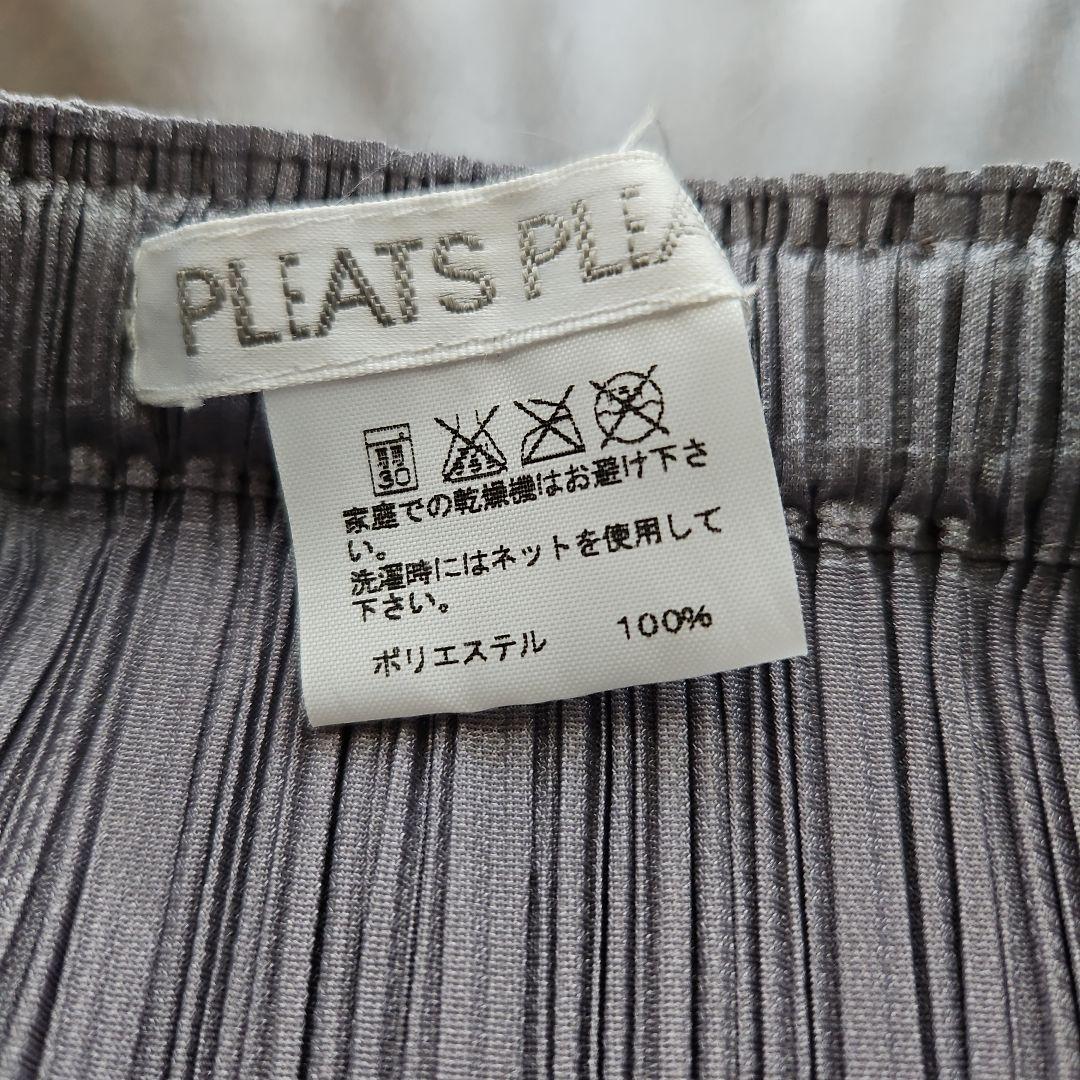 PLEATS PLEA
弱
30
家庭での乾燥機はお避け下さ
い。
洗濯時にはネットを使用して
下さい。
ポリエステル 100%